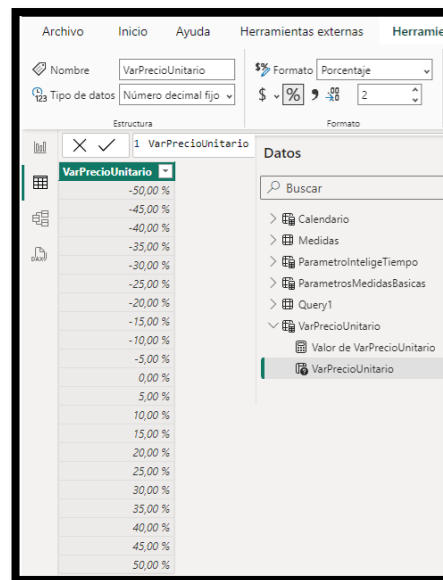 Archivo Inicio Ayuda Herramientas externas Herramie
Nombre VarPrecioUnitario
Formato Porcentaje
Tipo de datos Número decimal fijo
$ % 2
Estructura
Formato
1 VarPrecioUnitario
VarPrecioUnitario
-50,00 %
-45,00 %
-40,00 %
-35,00 %
-30,00 %
-25,00 %
-20,00 %
-15,00 %
-10,00 %
-5,00 %
0,00 %
5,00 %
10,00 %
15,00 %
20,00 %
25,00 %
30,00 %
35,00 %
40,00 %
45,00 %
50,00 %
Datos
Buscar
Calendario
Medidas
ParametroInteligeTiempo
ParametrosMedidasBasicas
Query1
VarPrecioUnitario
Valor de VarPrecioUnitario
VarPrecioUnitario